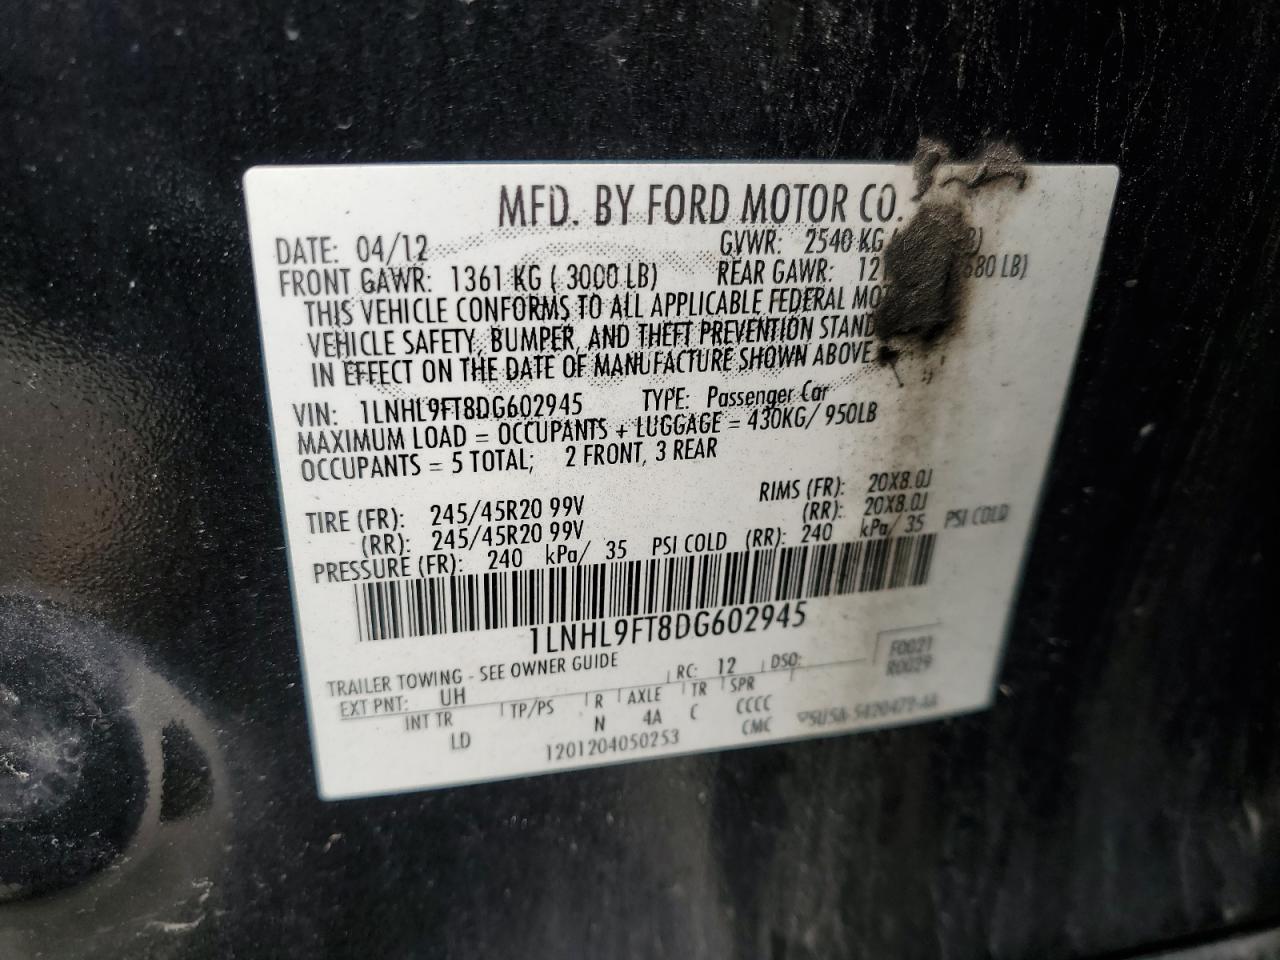 MFD. BY FORD MOTOR CO.
DATE: 04/12 GVWR: 2540 KG
FRONT GAWR: 1361 KG ( 3000 LB) REAR GAWR: LB)
THIS VEHICLE CONFORMS TO ALL APPLICABLE FEDERAL
VEHICLE SAFETY, BUMPER, AND THEFT PREVENTION STAND
IN EFFECT ON THE DATE OF MANUFACTURE SHOWN ABOVE.
VIN: 1LNHL9FT8DG602945 TYPE: Passenger Car
MAXIMUM LOAD = OCCUPANTS + LUGGAGE = 430KG/ 950LB
OCCUPANTS = 5 TOTAL; 2 FRONT, 3 REAR
TIRE (FR): 245/45R20 99V RIMS (FR): 20X8.0J
(RR): 245/45R20 99V (RR): 20X8.0J
PRESSURE (FR): 240 kPa/ 35 PSI COLD (RR): 240 kPa/ 35 PSI COLD
1LNHL9FT8DG602945
TRAILER TOWING - SEE OWNER GUIDE
EXT PNT: UH RC: 12 DSO: F0021
R0029
INT TR TP/PS R AXLE TR SPR
LD N 4A C CCCC
1201204050253 CMC